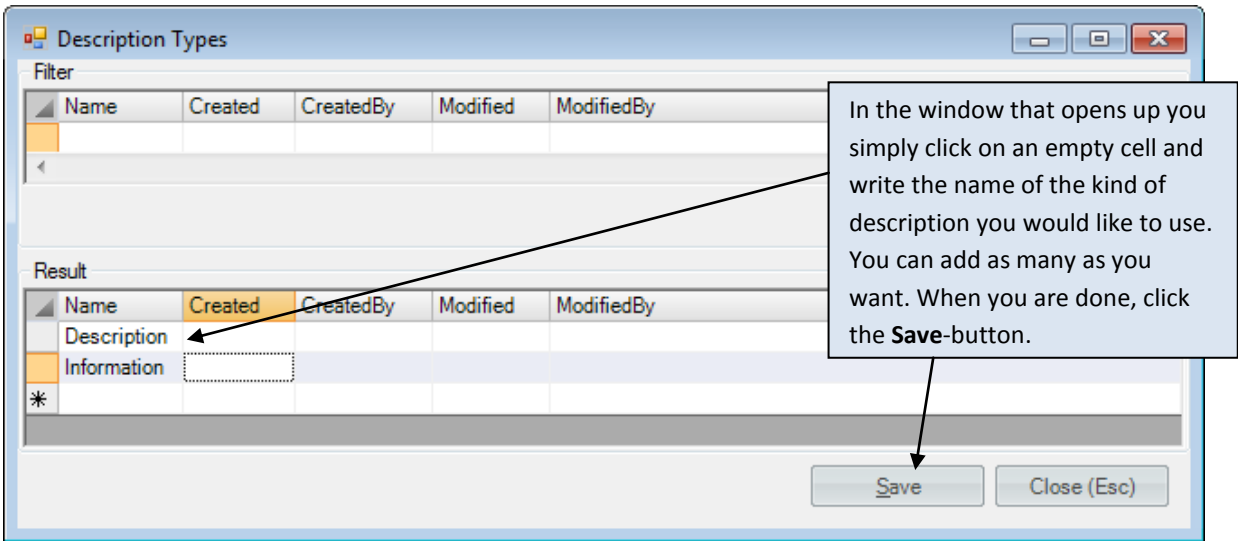 Description Types
Filter
Name Created CreatedBy Modified ModifiedBy
In the window that opens up you
simply click on an empty cell and
write the name of the kind of
description you would like to use.
You can add as many as you
want. When you are done, click
the Save-button.
Result
Name Created CreatedBy Modified ModifiedBy
Description
Information
Save Close (Esc)